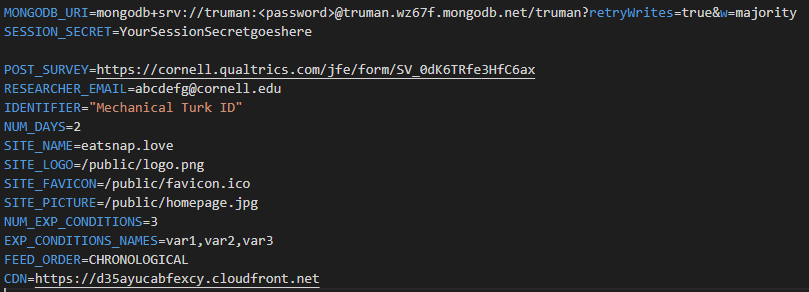 MONGODB_URI=mongodb+srv://truman:<password>@truman.wz67f.mongodb.net/truman?retryWrites=true&w=majority
SESSION_SECRET=YourSessionSecretgoeshere
POST_SURVEY=https://cornell.qualtrics.com/jfe/form/SV_0dK6TRfe3HfC6ax
RESEARCHER_EMAIL=abcdefg@cornell.edu
IDENTIFIER="Mechanical Turk ID"
NUM_DAYS=2
SITE_NAME=eatsnap.love
SITE_LOGO=/public/logo.png
SITE_FAVICON=/public/favicon.ico
SITE_PICTURE=/public/homepage.jpg
NUM_EXP_CONDITIONS=3
EXP_CONDITIONS_NAMES=var1,var2,var3
FEED_ORDER=CHRONOLOGICAL
CDN=https://d35ayucabfexcy.cloudfront.net